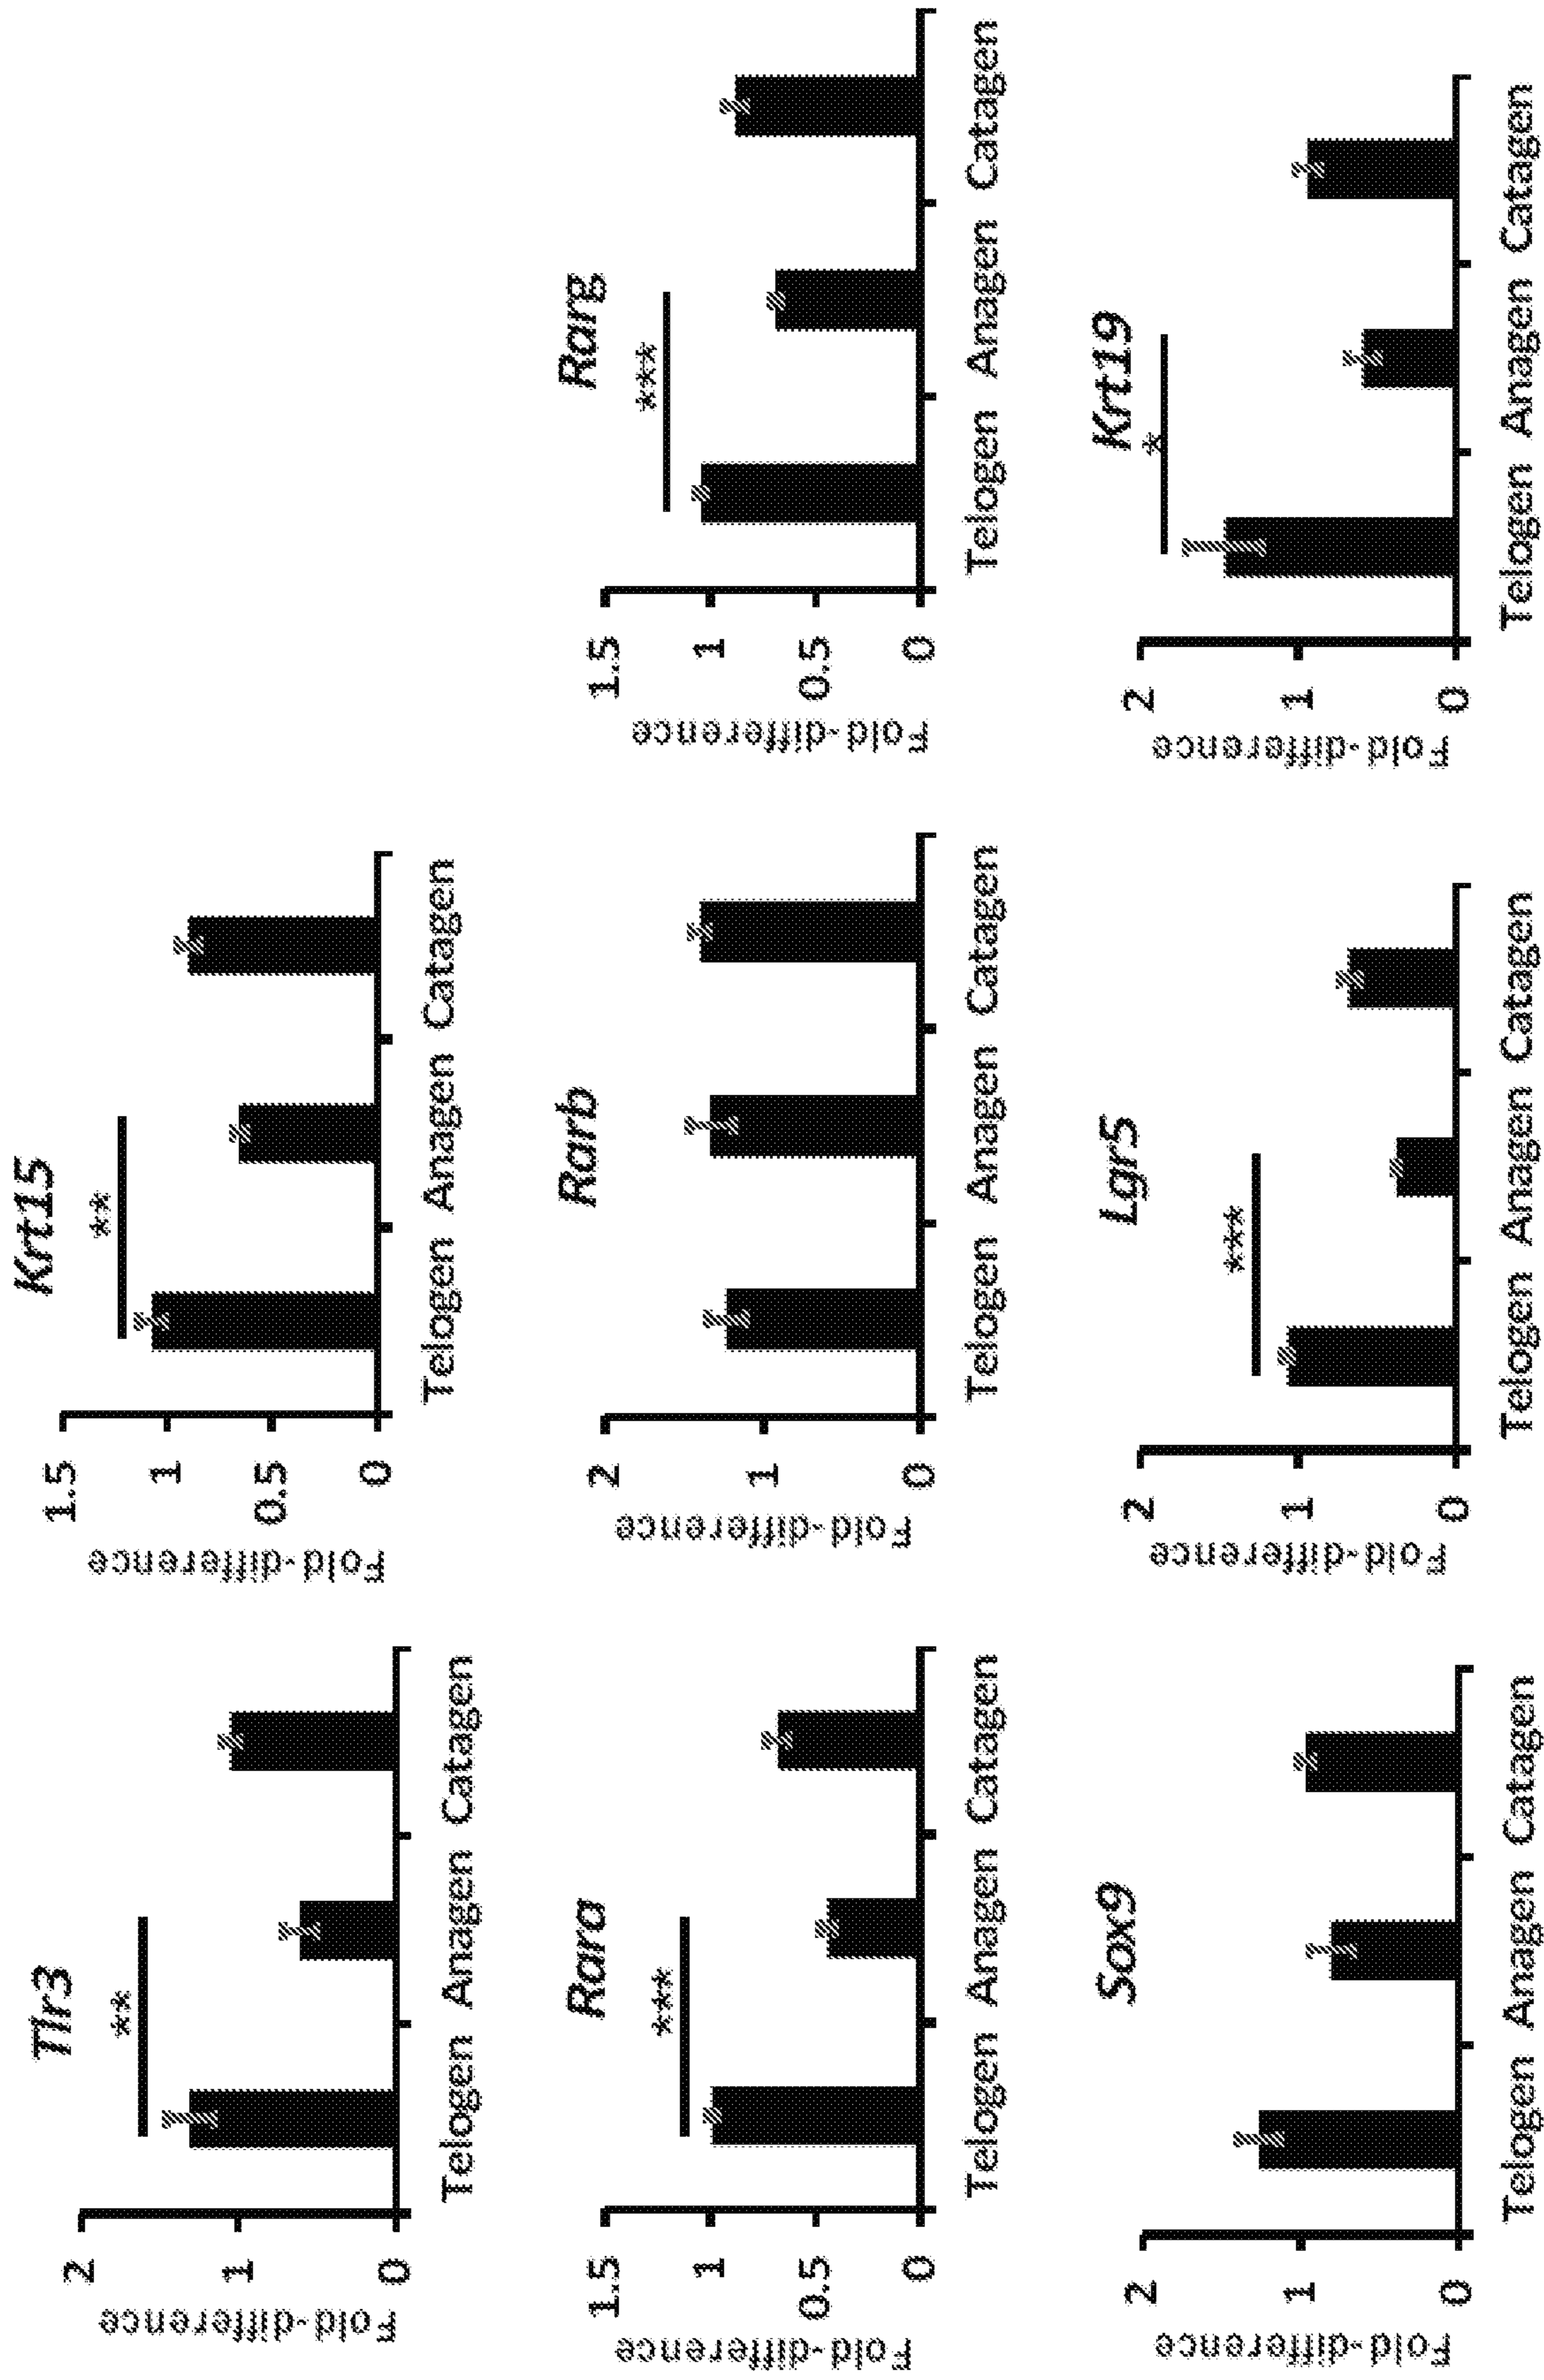 Tlr3
**
Fold-difference
2
1
0
Telogen Anagen Catagen
Krt15
**
Fold-difference
1.5
1
0.5
0
Telogen Anagen Catagen
Rara
***
Fold-difference
1.5
1
0.5
0
Telogen Anagen Catagen
Rarb
Fold-difference
2
1
0
Telogen Anagen Catagen
Rarg
***
Fold-difference
1.5
1
0.5
0
Telogen Anagen Catagen
Sox9
Fold-difference
2
1
0
Telogen Anagen Catagen
Lgr5
***
Fold-difference
2
1
0
Telogen Anagen Catagen
Krt19
*
Fold-difference
2
1
0
Telogen Anagen Catagen